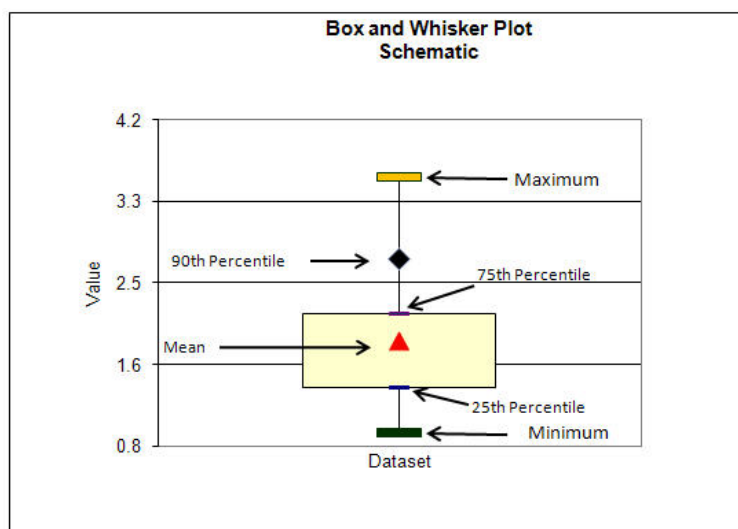 Box and Whisker Plot
Schematic
4.2
Maximum
3.3
90th Percentile
75th Percentile
2.5
Value
Mean
1.6
25th Percentile
Minimum
0.8
Dataset